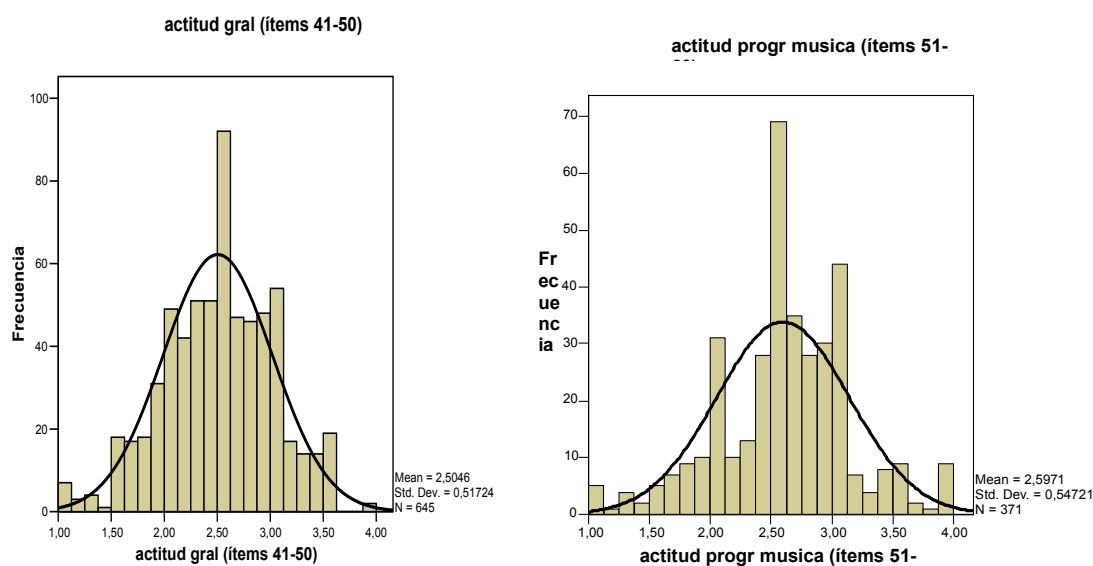 actitud gral (ítems 41-50)
100
80
60
40
20
0
Frecuencia
1,00 1,50 2,00 2,50 3,00 3,50 4,00
actitud gral (ítems 41-50)
Mean = 2,5046
Std. Dev. = 0,51724
N = 645
actitud progr musica (ítems 51-
70
60
50
40
30
20
10
0
Fr
ec
ue
nc
ia
1,00 1,50 2,00 2,50 3,00 3,50 4,00
actitud progr musica (ítems 51-
Mean = 2,5971
Std. Dev. = 0,54721
N = 371